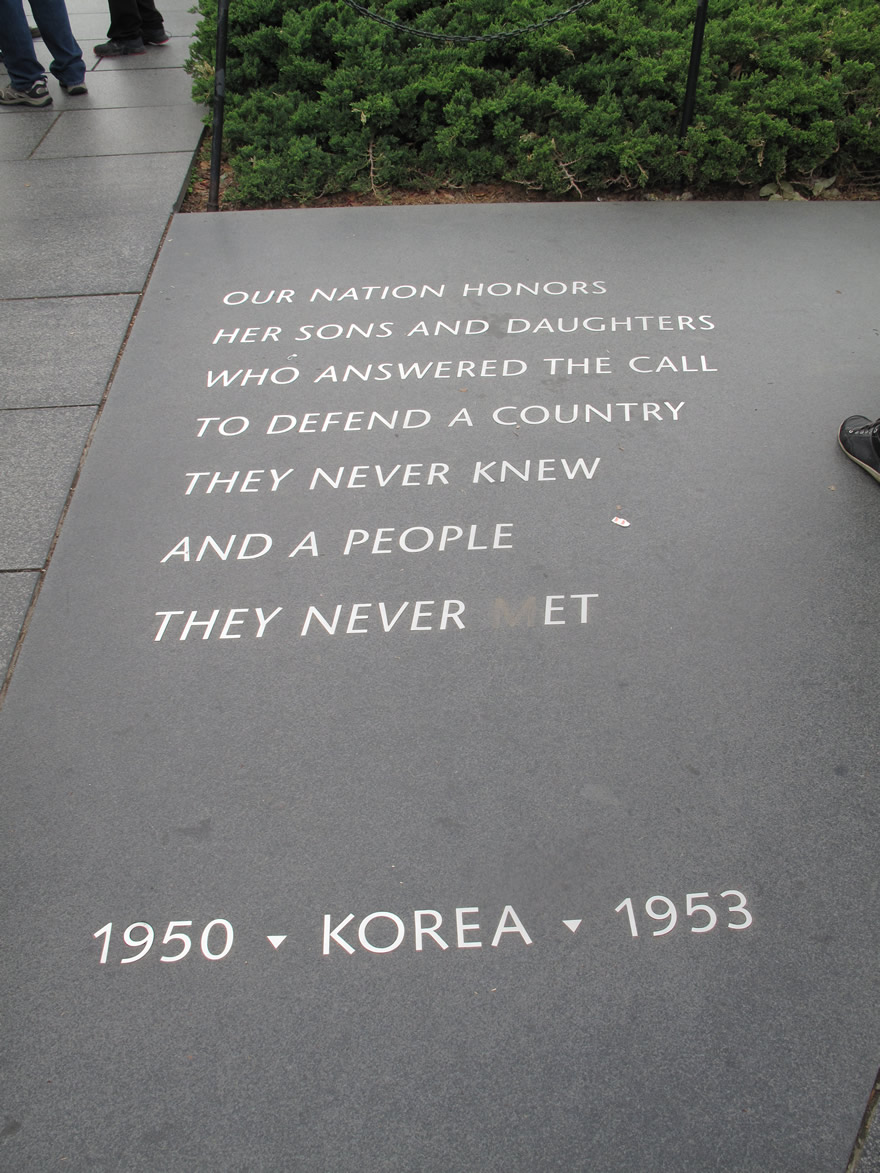 OUR NATION HONORS
HER SONS AND DAUGHTERS
WHO ANSWERED THE CALL
TO DEFEND A COUNTRY
THEY NEVER KNEW
AND A PEOPLE
THEY NEVER MET
1950 ▾ KOREA ▾ 1953